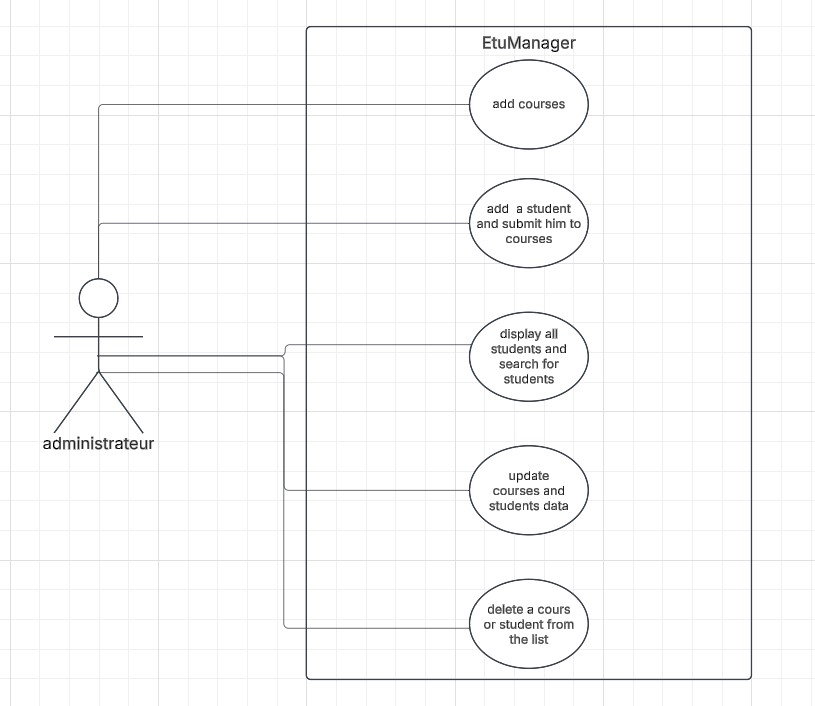 EtuManager
add courses
add a student
and submit him to
courses
display all
students and
search for
students
administrateur
update
courses and
students data
delete a cours
or student from
the list